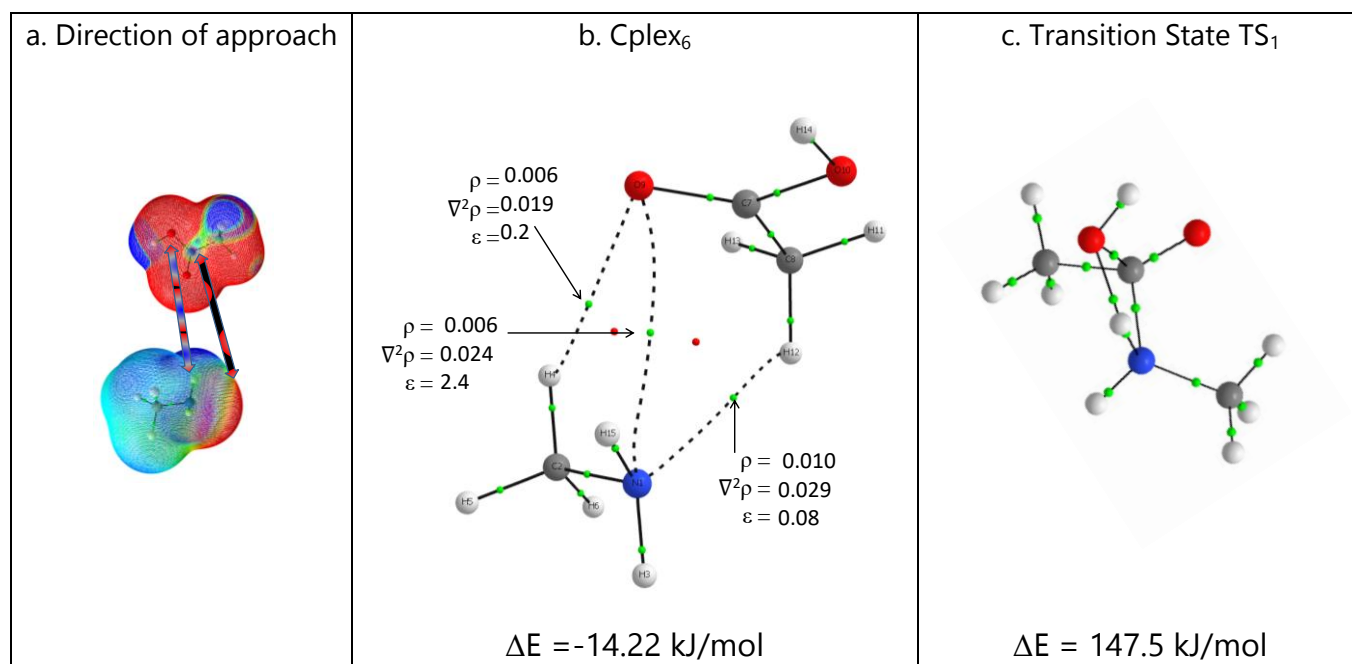 a. Direction of approach
b. Cplex₆
c. Transition State TS₁
H14
O10
O9
C7
H13
H11
C8
ρ = 0.006
∇²ρ = 0.019
ε = 0.2
ρ = 0.006
∇²ρ = 0.024
ε = 2.4
H12
H4
H15
C2
N1
H5
H6
H3
ρ = 0.010
∇²ρ = 0.029
ε = 0.08
ΔE =-14.22 kJ/mol
ΔE = 147.5 kJ/mol